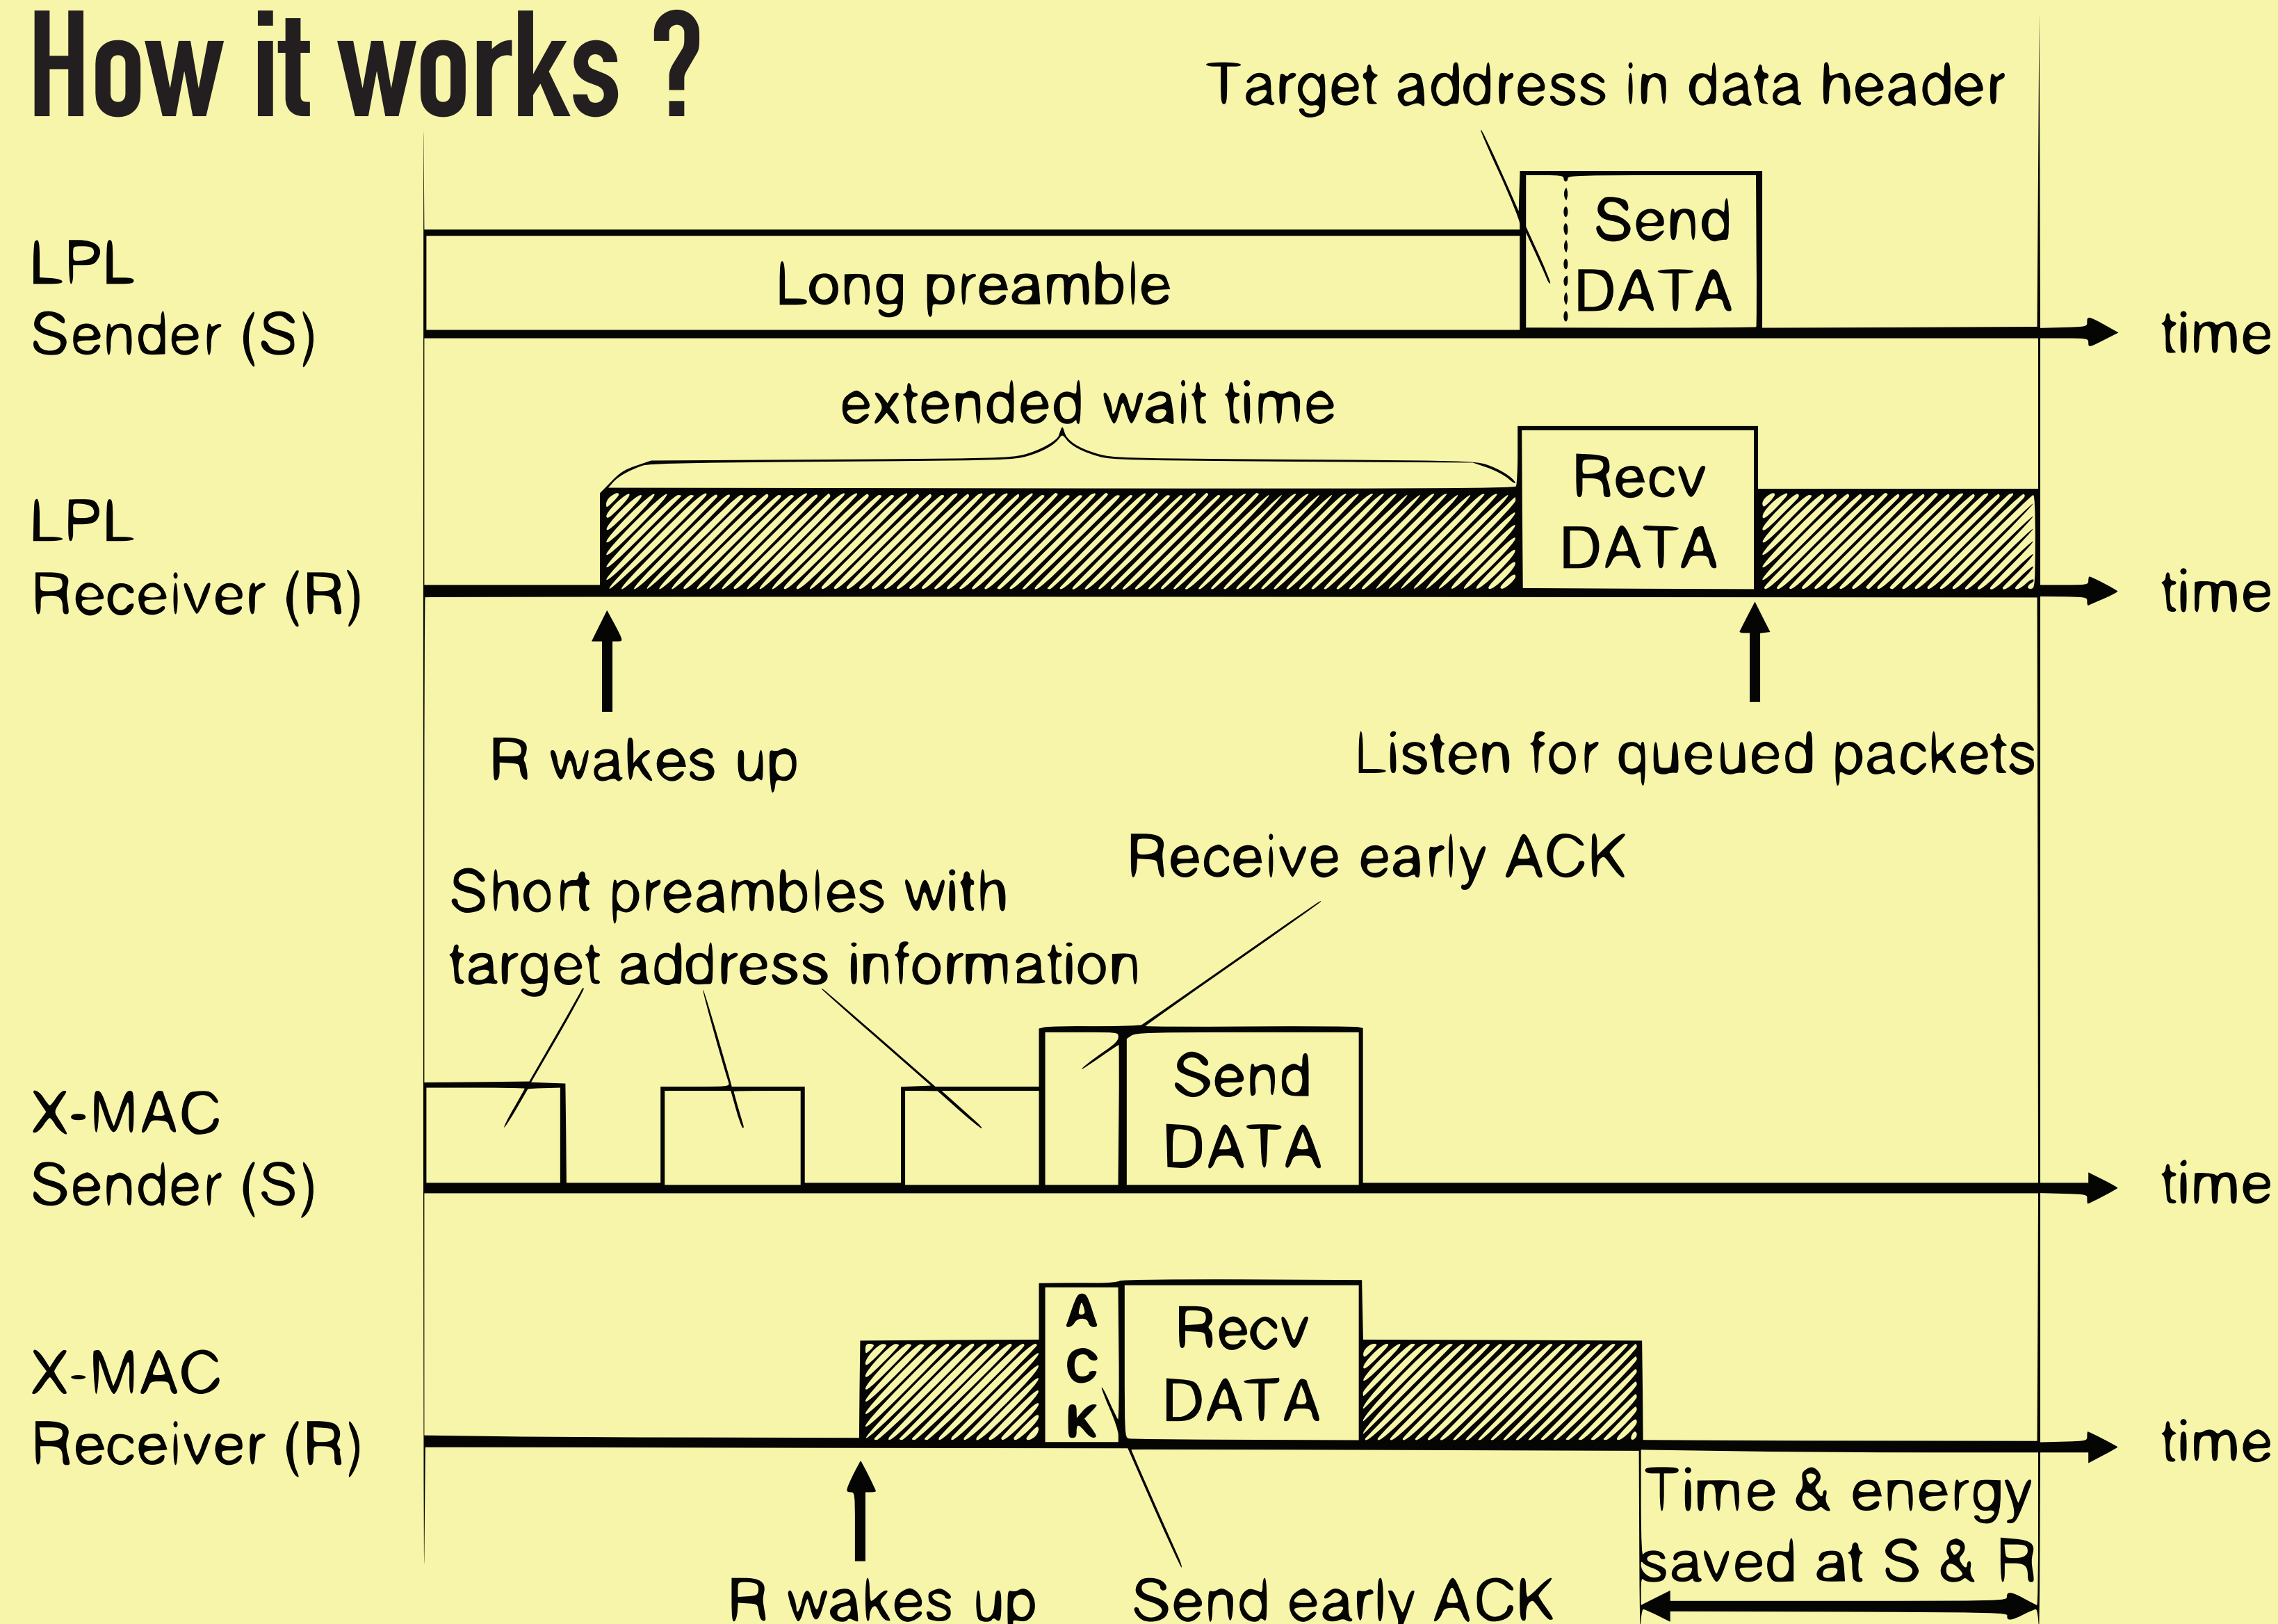 How it works ?
Target address in data header
LPL
Sender (S)
Long preamble
Send
DATA
time
extended wait time
LPL
Receiver (R)
Recv
DATA
time
R wakes up
Listen for queued packets
Receive early ACK
Short preambles with
target address information
X-MAC
Sender (S)
Send
DATA
time
X-MAC
Receiver (R)
A
C
K
Recv
DATA
time
R wakes up
Send early ACK
Time & energy
saved at S & R